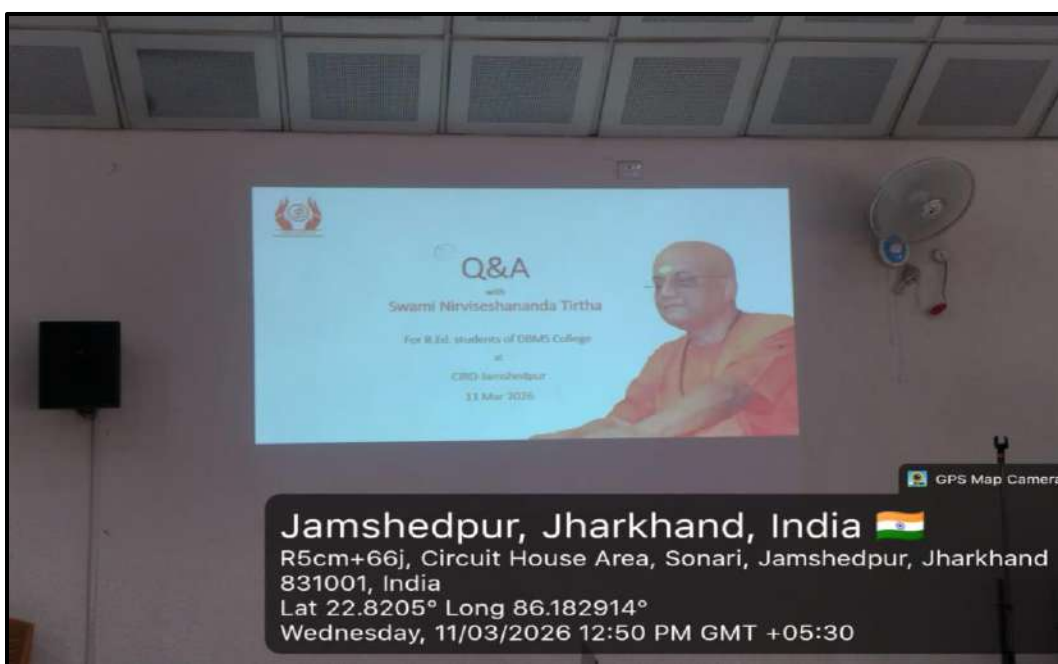 Q&A
with
Swami Nirviseshananda Tirtha
For B.Ed. students of DBMS College
at
CIRD Jamshedpur
11 Mar 2026
GPS Map Camera
Jamshedpur, Jharkhand, India
R5cm+66j, Circuit House Area, Sonari, Jamshedpur, Jharkhand
831001, India
Lat 22.8205° Long 86.182914°
Wednesday, 11/03/2026 12:50 PM GMT +05:30